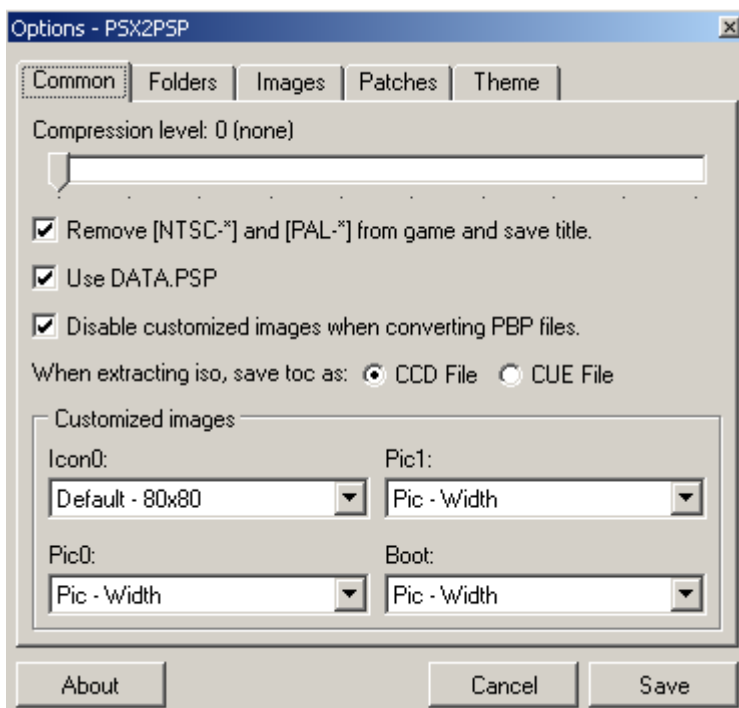 Options - PSX2PSP
Common Folders Images Patches Theme
Compression level: 0 (none)
Remove [NTSC-*] and [PAL-*] from game and save title.
Use DATA.PSP
Disable customized images when converting PBP files.
When extracting iso, save toc as: CCD File CUE File
Customized images
Icon0: Pic1:
Default - 80x80 Pic - Width
Pic0: Boot:
Pic - Width Pic - Width
About Cancel Save